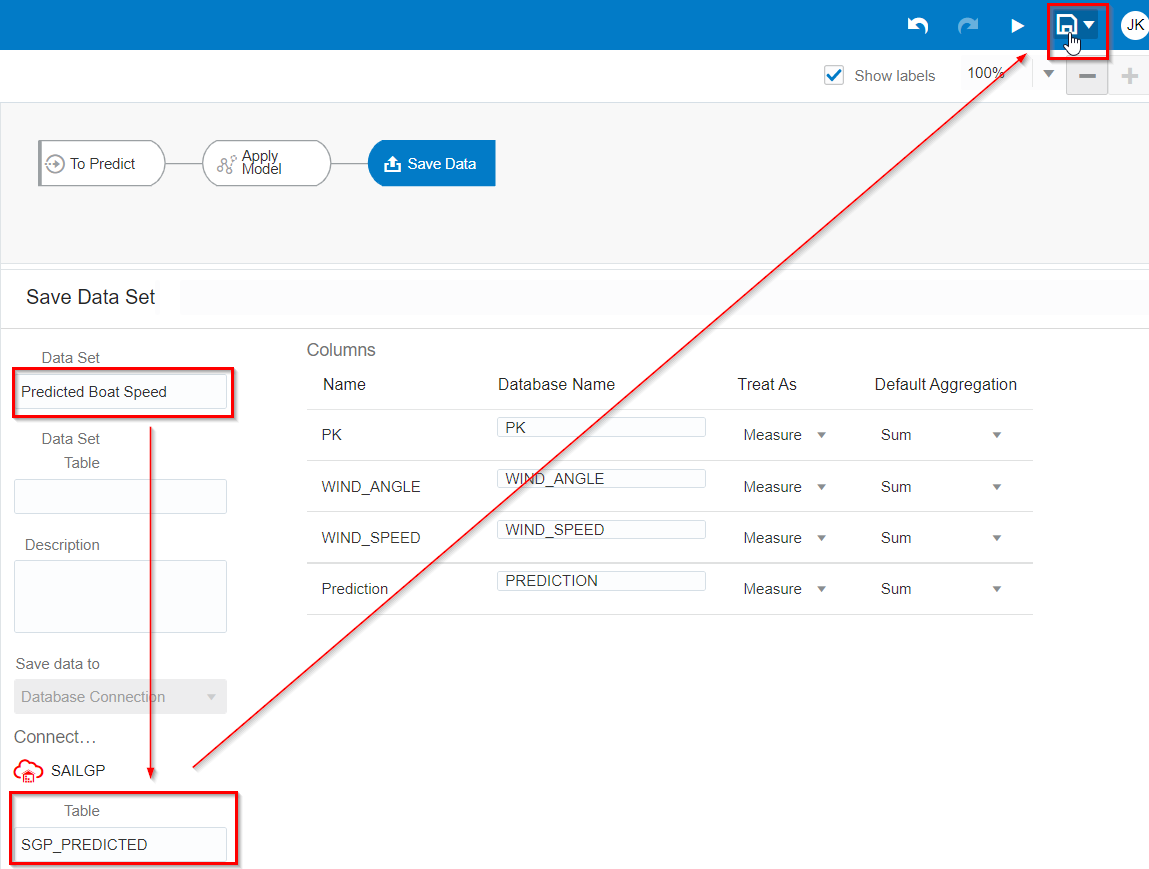 JK
Show labels
100%
To Predict
Apply
Model
Save Data
Save Data Set
Data Set
Predicted Boat Speed
Data Set
Table
Description
Save data to
Database Connection
Connect...
SAILGP
Table
SGP_PREDICTED
Columns
Name Database Name Treat As Default Aggregation
PK PK Measure Sum
WIND_ANGLE WIND_ANGLE Measure Sum
WIND_SPEED WIND_SPEED Measure Sum
Prediction PREDICTION Measure Sum